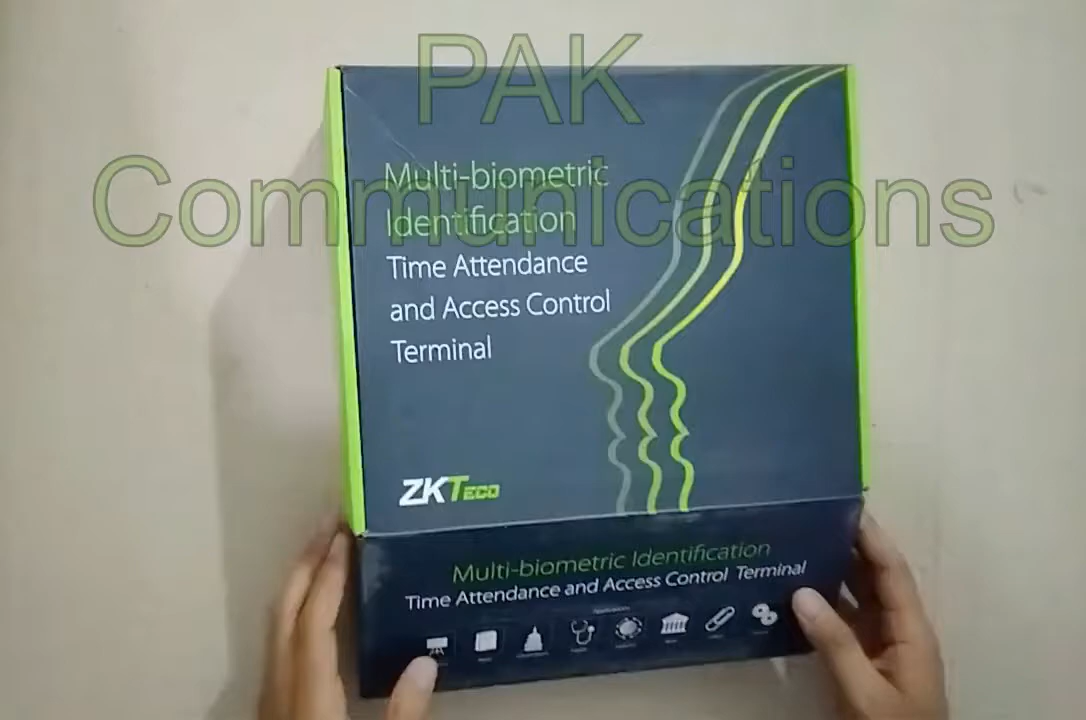 PAK
Communications
Multi-biometric
Identification
Time Attendance
and Access Control
Terminal
ZKTeco
Multi-biometric Identification
Time Attendance and Access Control Terminal
Applications